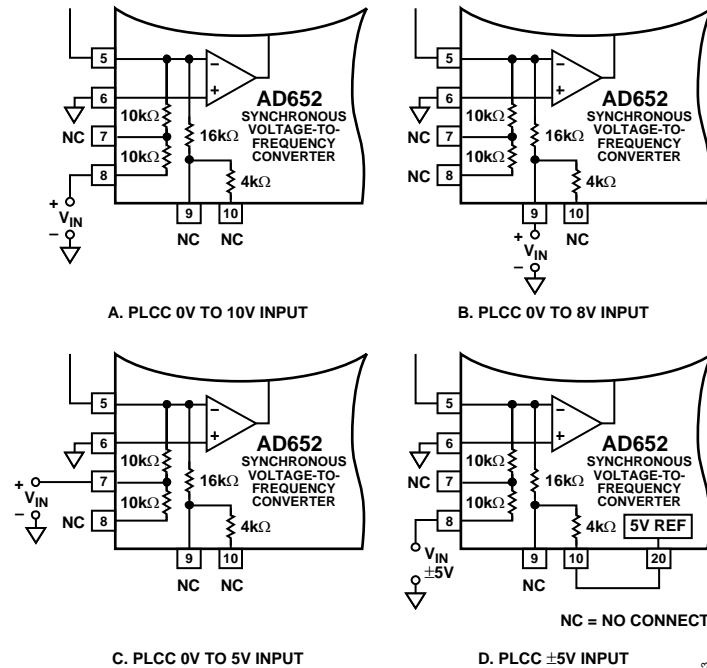 5
6
10kΩ
NC 7
10kΩ
8
16kΩ
4kΩ
AD652
SYNCHRONOUS
VOLTAGE-TO-
FREQUENCY
CONVERTER
+
VIN
–
9 10
NC NC
–
+
A. PLCC 0V TO 10V INPUT
5
6
10kΩ
NC 7
10kΩ
NC 8
16kΩ
4kΩ
AD652
SYNCHRONOUS
VOLTAGE-TO-
FREQUENCY
CONVERTER
9 10
NC
+
VIN
–
–
+
B. PLCC 0V TO 8V INPUT
5
6
10kΩ
7
10kΩ
NC 8
16kΩ
4kΩ
AD652
SYNCHRONOUS
VOLTAGE-TO-
FREQUENCY
CONVERTER
+
VIN
–
9 10
NC NC
–
+
C. PLCC 0V TO 5V INPUT
5
6
10kΩ
NC 7
10kΩ
8
16kΩ
4kΩ
AD652
SYNCHRONOUS
VOLTAGE-TO-
FREQUENCY
CONVERTER
5V REF
VIN
±5V
9 10 20
NC
–
+
NC = NO CONNECT
D. PLCC ±5V INPUT